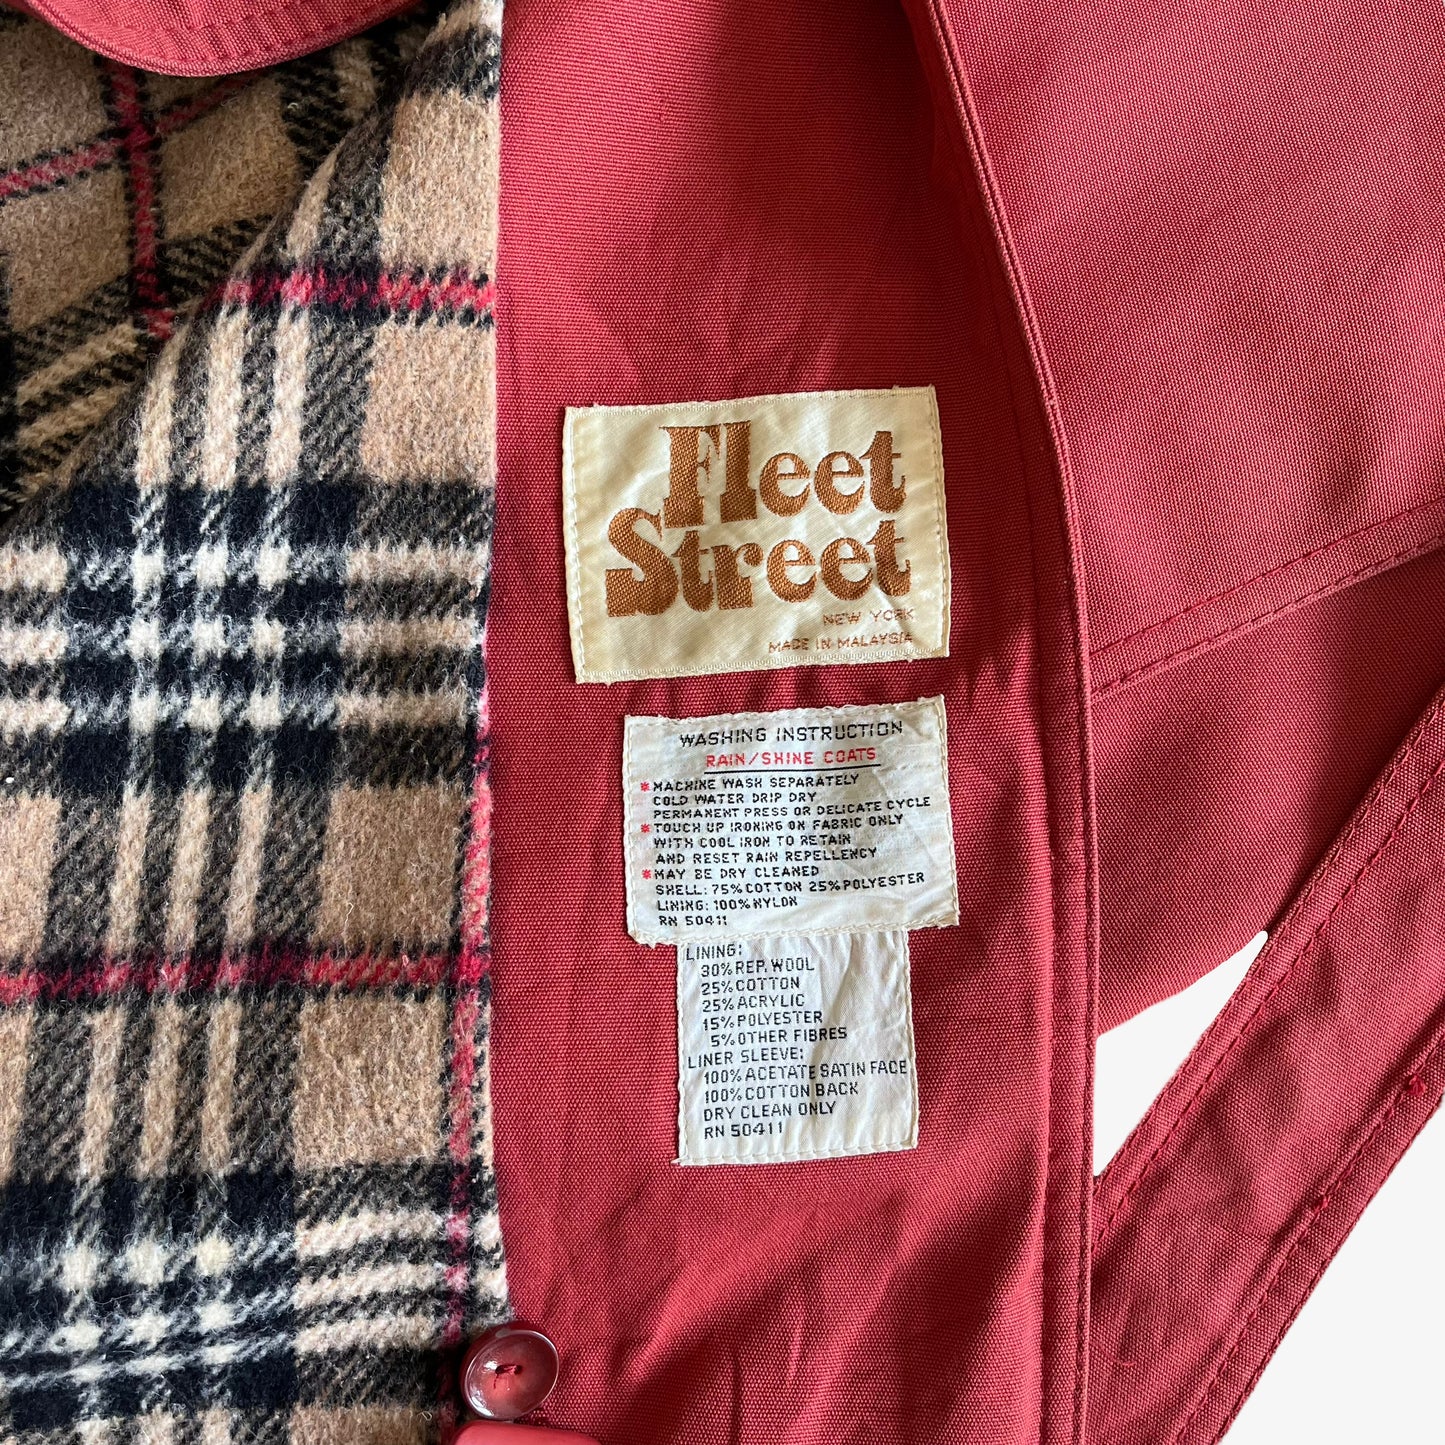 Fleet
Street
NEW YORK
MADE IN MALAYSIA
WASHING INSTRUCTION
RAIN/SHINE COATS
*MACHINE WASH SEPARATELY
COLD WATER DRIP DRY
PERMANENT PRESS OR DELICATE CYCLE
*TOUCH UP IRONING ON FABRIC ONLY
WITH COOL IRON TO RETAIN
AND RESET RAIN REPELLENCY
*MAY BE DRY CLEANED
SHELL: 75% COTTON 25% POLYESTER
LINING: 100% NYLON
RN 50411
LINING:
30% REP. WOOL
25% COTTON
25% ACRYLIC
15% POLYESTER
5% OTHER FIBRES
LINER SLEEVE:
100% ACETATE SATIN FACE
100% COTTON BACK
DRY CLEAN ONLY
RN 50411